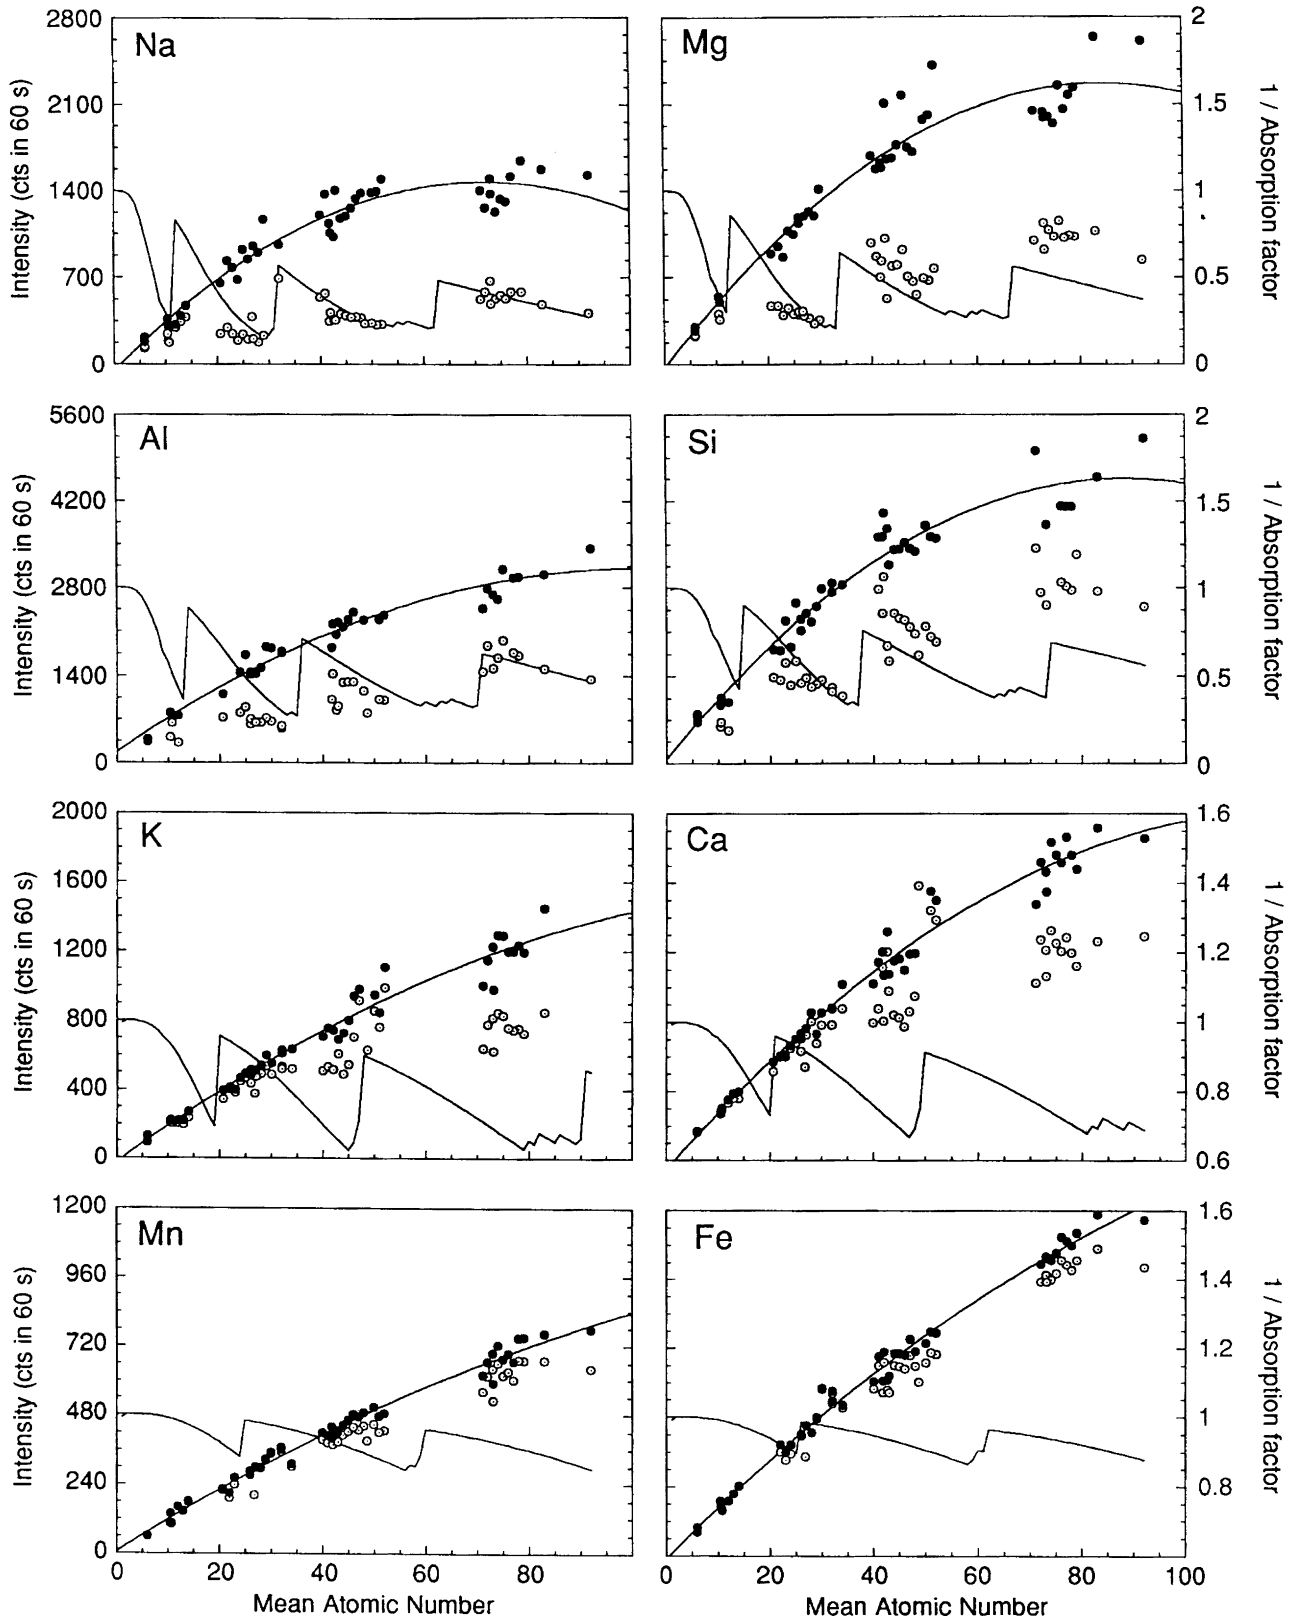 Na
Mg
2800
2100
1400
700
0
Intensity (cts in 60 s)
2
1.5
1
0.5
0
1 / Absorption factor
Al
Si
5600
4200
2800
1400
0
Intensity (cts in 60 s)
2
1.5
1
0.5
0
1 / Absorption factor
K
Ca
2000
1600
1200
800
400
0
Intensity (cts in 60 s)
1.6
1.4
1.2
1
0.8
0.6
1 / Absorption factor
Mn
Fe
1200
960
720
480
240
0
Intensity (cts in 60 s)
1.6
1.4
1.2
1
0.8
1 / Absorption factor
0 20 40 60 80
0 20 40 60 80 100
Mean Atomic Number
Mean Atomic Number